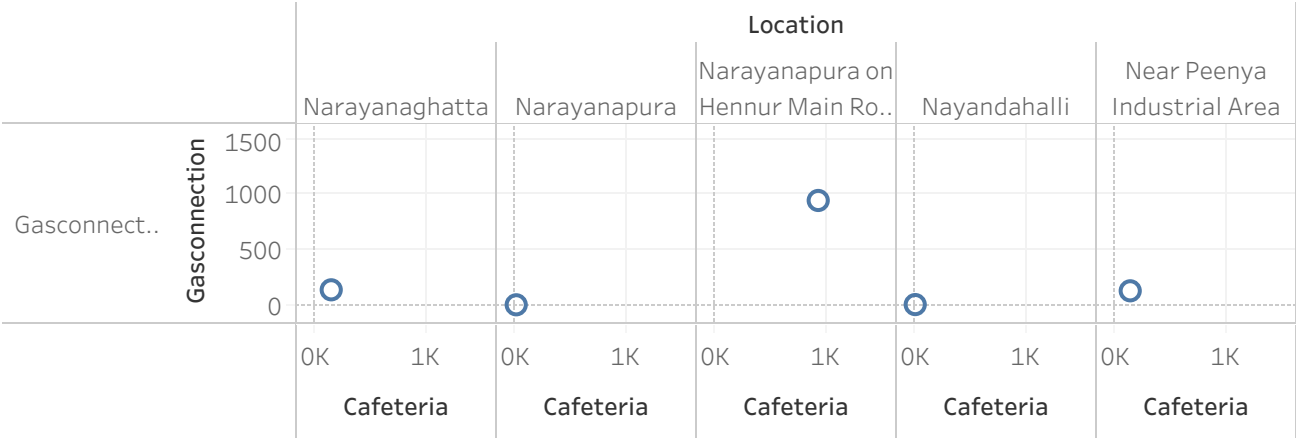 Location
Narayanaghatta
Narayanapura
Narayanapura on
Hennur Main Ro..
Nayandahalli
Near Peenya
Industrial Area
Gasconnect..
Gasconnection
1500
1000
500
0
0K 1K 0K 1K 0K 1K 0K 1K 0K 1K
Cafeteria Cafeteria Cafeteria Cafeteria Cafeteria